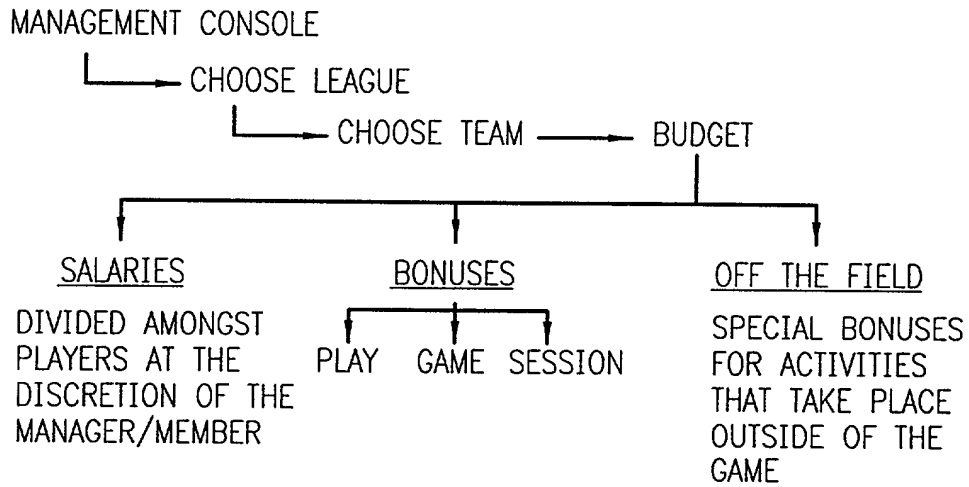 MANAGEMENT CONSOLE
CHOOSE LEAGUE
CHOOSE TEAM
BUDGET
SALARIES
DIVIDED AMONGST
PLAYERS AT THE
DISCRETION OF THE
MANAGER/MEMBER
BONUSES
PLAY
GAME
SESSION
OFF THE FIELD
SPECIAL BONUSES
FOR ACTIVITIES
THAT TAKE PLACE
OUTSIDE OF THE
GAME